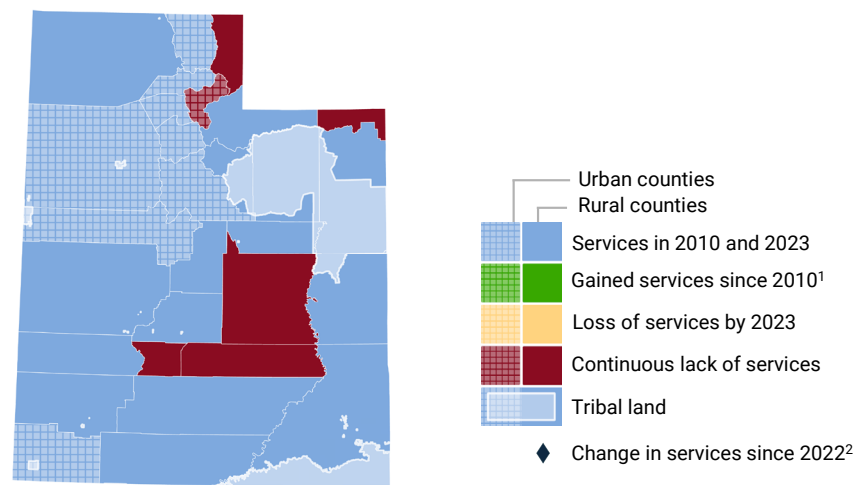 Urban counties
Rural counties
Services in 2010 and 2023
Gained services since 2010¹
Loss of services by 2023
Continuous lack of services
Tribal land
Change in services since 2022²